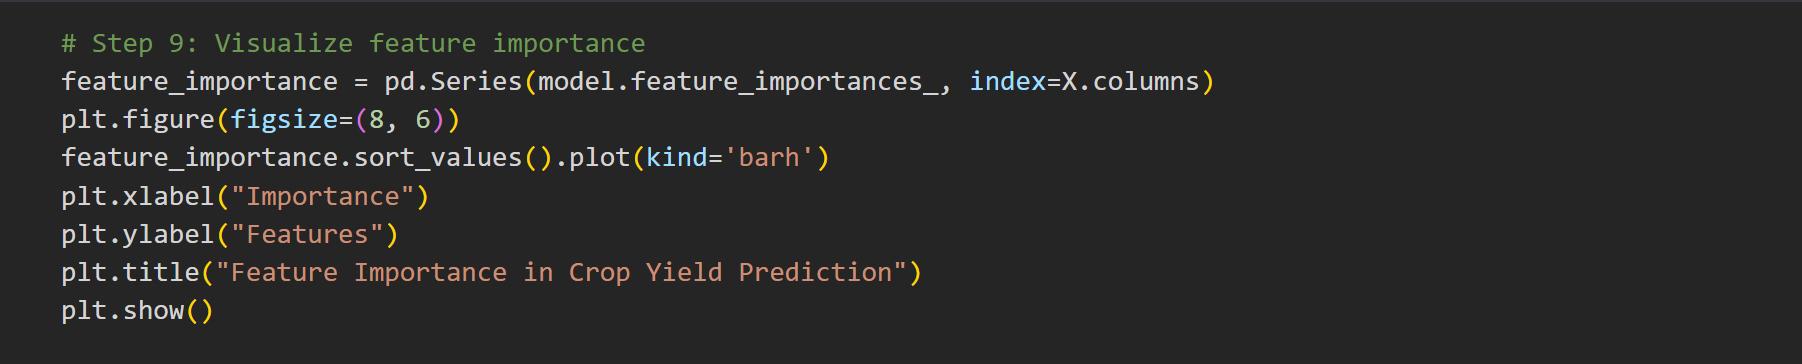 # Step 9: Visualize feature importance
feature_importance = pd.Series(model.feature_importances_, index=X.columns)
plt.figure(figsize=(8, 6))
feature_importance.sort_values().plot(kind='barh')
plt.xlabel("Importance")
plt.ylabel("Features")
plt.title("Feature Importance in Crop Yield Prediction")
plt.show()